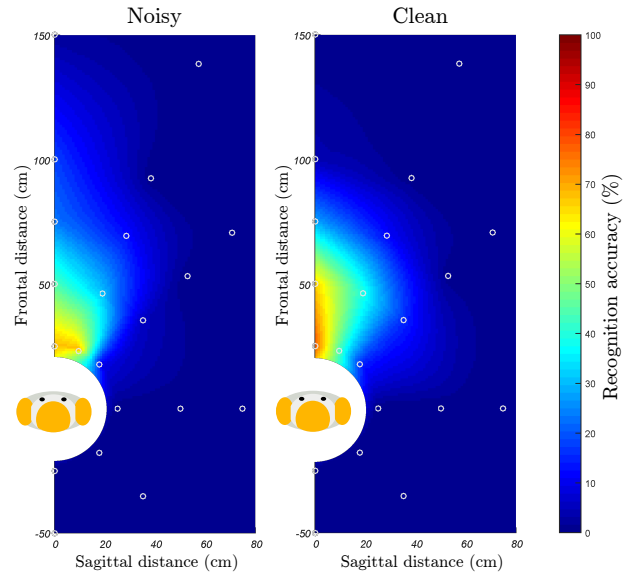 Noisy
Clean
150
100
50
0
-50
0 20 40 60 80
Frontal distance (cm)
Sagittal distance (cm)
150
100
50
0
-50
0 20 40 60 80
Frontal distance (cm)
Sagittal distance (cm)
100
90
80
70
60
50
40
30
20
10
0
Recognition accuracy (%)